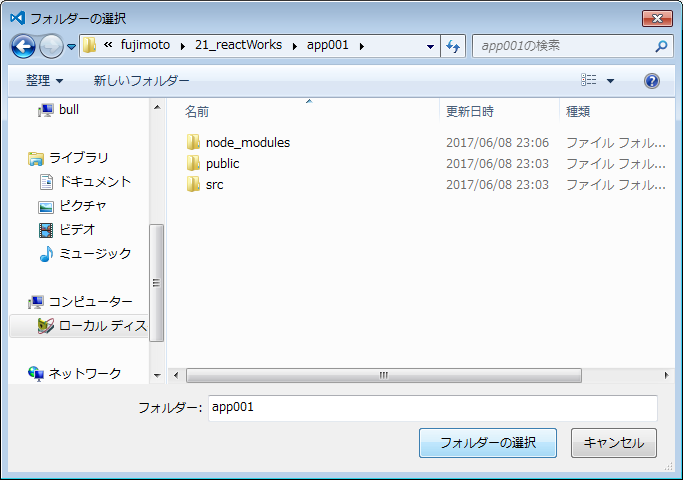 フォルダーの選択
« fujimoto 21_reactWorks app001 app001の検索
整理 新しいフォルダー
名前 更新日時 種類
bull
ライブラリ
ドキュメント
ピクチャ
ビデオ
ミュージック
コンピューター
ローカル ディス
ネットワーク
node_modules 2017/06/08 23:06 ファイル フォル...
public 2017/06/08 23:03 ファイル フォル...
src 2017/06/08 23:03 ファイル フォル...
フォルダー: app001
フォルダーの選択 キャンセル